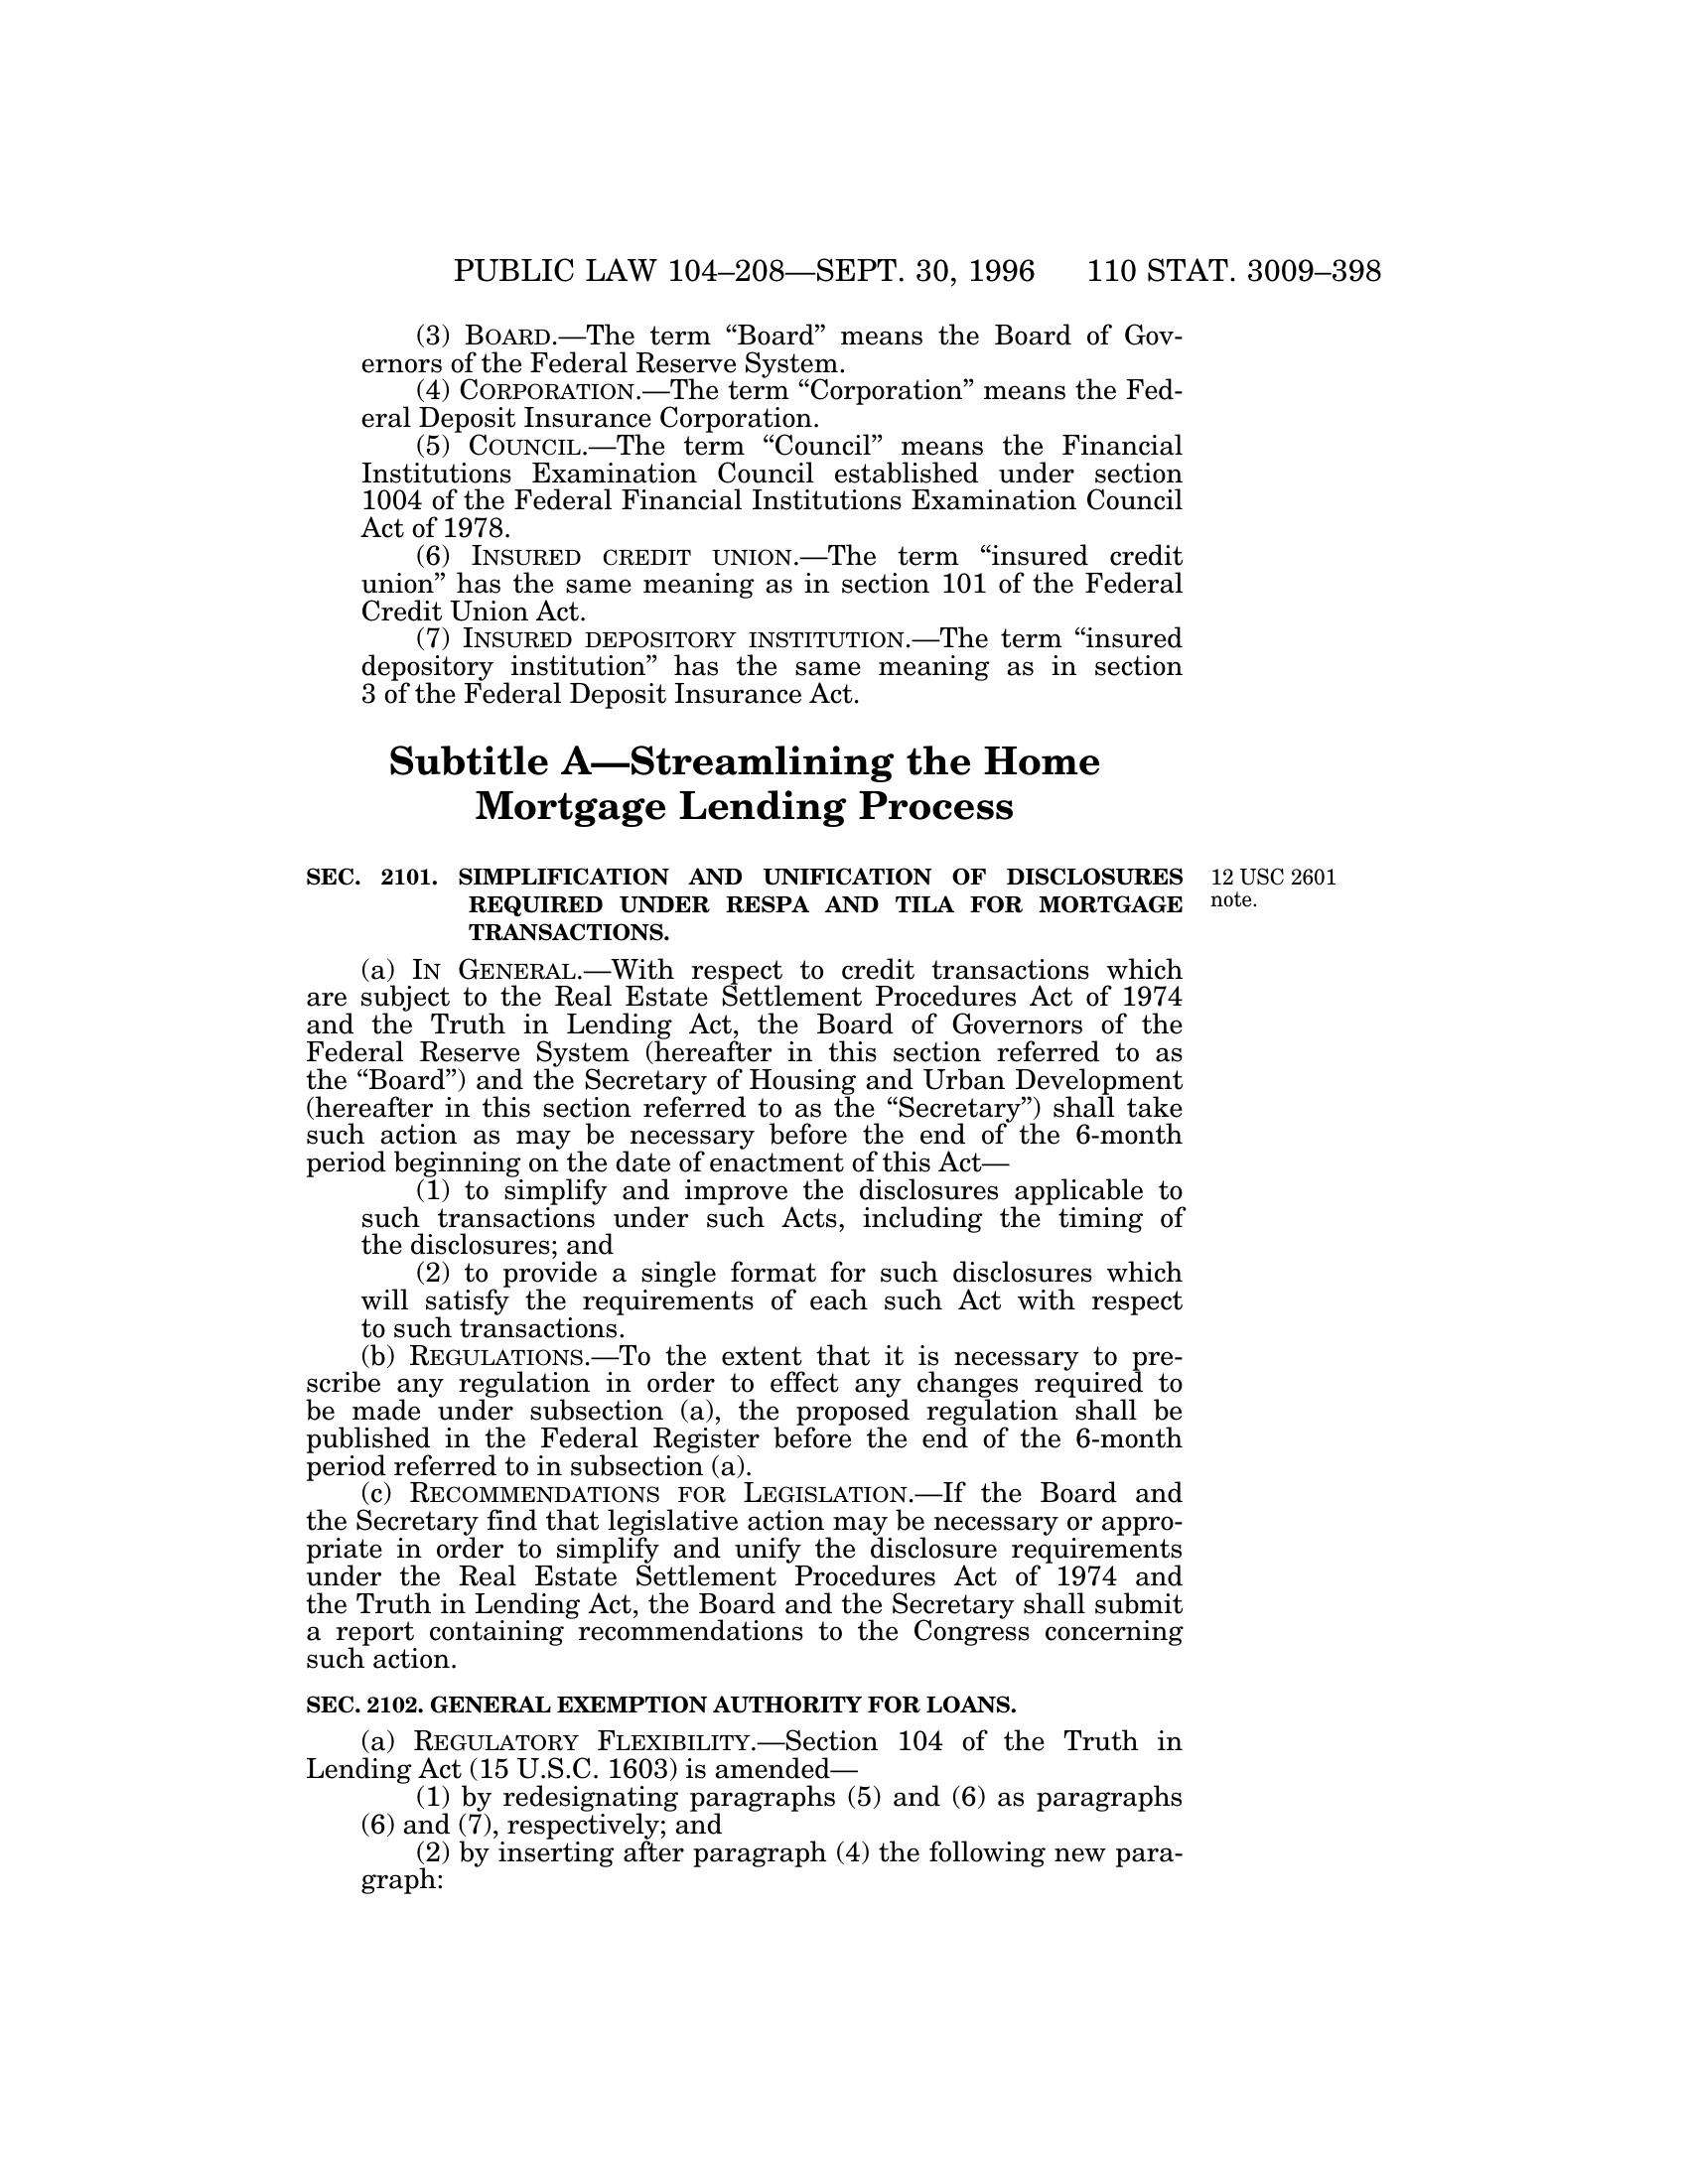 PUBLIC LAW 104–208—SEPT. 30, 1996 110 STAT. 3009–398
(3) BOARD.—The term “Board” means the Board of Gov-
ernors of the Federal Reserve System.
(4) CORPORATION.—The term “Corporation” means the Fed-
eral Deposit Insurance Corporation.
(5) COUNCIL.—The term “Council” means the Financial
Institutions Examination Council established under section
1004 of the Federal Financial Institutions Examination Council
Act of 1978.
(6) INSURED CREDIT UNION.—The term “insured credit
union” has the same meaning as in section 101 of the Federal
Credit Union Act.
(7) INSURED DEPOSITORY INSTITUTION.—The term “insured
depository institution” has the same meaning as in section
3 of the Federal Deposit Insurance Act.
Subtitle A—Streamlining the Home
Mortgage Lending Process
SEC. 2101. SIMPLIFICATION AND UNIFICATION OF DISCLOSURES
REQUIRED UNDER RESPA AND TILA FOR MORTGAGE
TRANSACTIONS.
12 USC 2601
note.
(a) IN GENERAL.—With respect to credit transactions which
are subject to the Real Estate Settlement Procedures Act of 1974
and the Truth in Lending Act, the Board of Governors of the
Federal Reserve System (hereafter in this section referred to as
the “Board”) and the Secretary of Housing and Urban Development
(hereafter in this section referred to as the “Secretary”) shall take
such action as may be necessary before the end of the 6-month
period beginning on the date of enactment of this Act—
(1) to simplify and improve the disclosures applicable to
such transactions under such Acts, including the timing of
the disclosures; and
(2) to provide a single format for such disclosures which
will satisfy the requirements of each such Act with respect
to such transactions.
(b) REGULATIONS.—To the extent that it is necessary to pre-
scribe any regulation in order to effect any changes required to
be made under subsection (a), the proposed regulation shall be
published in the Federal Register before the end of the 6-month
period referred to in subsection (a).
(c) RECOMMENDATIONS FOR LEGISLATION.—If the Board and
the Secretary find that legislative action may be necessary or appro-
priate in order to simplify and unify the disclosure requirements
under the Real Estate Settlement Procedures Act of 1974 and
the Truth in Lending Act, the Board and the Secretary shall submit
a report containing recommendations to the Congress concerning
such action.
SEC. 2102. GENERAL EXEMPTION AUTHORITY FOR LOANS.
(a) REGULATORY FLEXIBILITY.—Section 104 of the Truth in
Lending Act (15 U.S.C. 1603) is amended—
(1) by redesignating paragraphs (5) and (6) as paragraphs
(6) and (7), respectively; and
(2) by inserting after paragraph (4) the following new para-
graph: